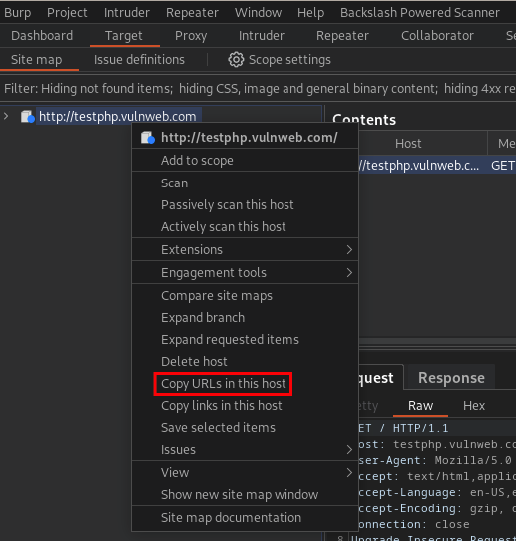 Burp Project Intruder Repeater Window Help Backslash Powered Scanner
Dashboard Target Proxy Intruder Repeater Collaborator
Site map Issue definitions Scope settings
Filter: Hiding not found items; hiding CSS, image and general binary content; hiding 4xx re
http://testphp.vulnweb.com
Contents
Host Me
//testphp.vulnweb.c... GET
http://testphp.vulnweb.com/
Add to scope
Scan
Passively scan this host
Actively scan this host
Extensions
Engagement tools
Compare site maps
Expand branch
Expand requested items
Delete host
Copy URLs in this host
Copy links in this host
Save selected items
Issues
View
Show new site map window
Site map documentation
quest Response
etty Raw Hex
ET / HTTP/1.1
ost: testphp.vulnweb.co
ser-Agent: Mozilla/5.0
ccept: text/html,applic
ccept-Language: en-US,e
ccept-Encoding: gzip, d
onnection: close
8 Upgrade-Insecure-Request